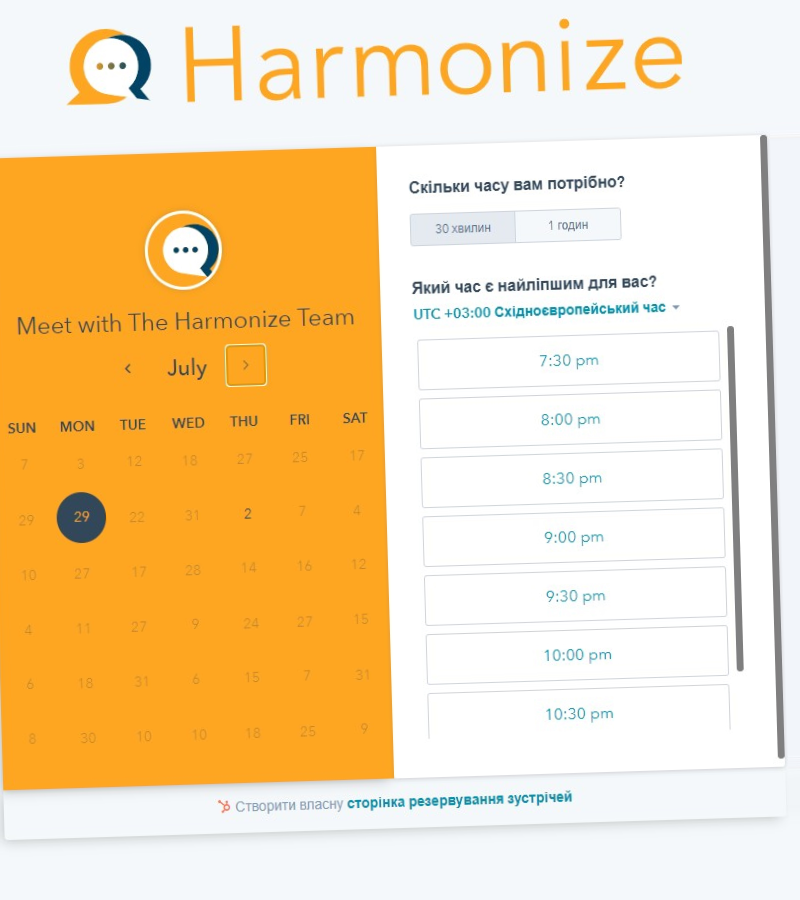 Harmonize
Meet with The Harmonize Team
July
SUN MON TUE WED THU FRI SAT
7 3 12 18 27 25 17
29 29 22 31 2 7 4
10 27 17 28 14 16 12
4 11 27 9 24 27 15
6 18 31 6 15 7 31
8 30 10 10 18 25 9
Скільки часу вам потрібно?
30 хвилин 1 годин
Який час є найліпшим для вас?
UTC +03:00 Східноєвропейський час
7:30 pm
8:00 pm
8:30 pm
9:00 pm
9:30 pm
10:00 pm
10:30 pm
Створити власну сторінка резервування зустрічей